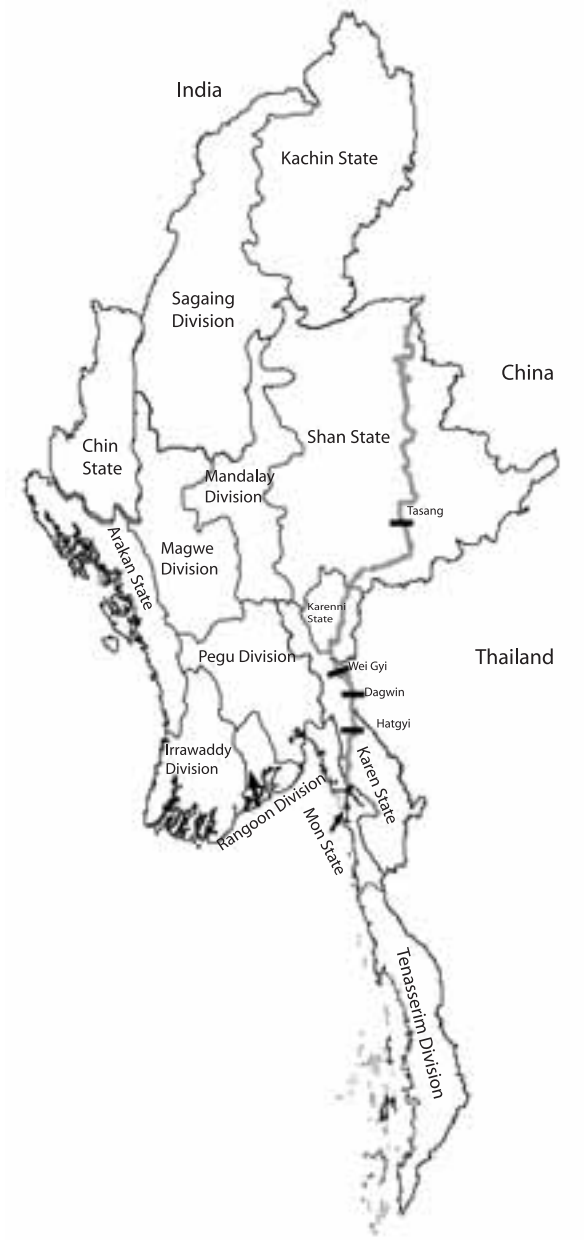 India
Kachin State
Sagaing
Division
China
Shan State
Chin
State
Mandalay
Division
Tasang
Arakan State
Magwe
Division
Karenni
State
Pegu Division
Thailand
Wei Gyi
Dagwin
Hatgyi
Irrawaddy
Division
Rangoon Division
Karen State
Mon State
Tenasserim Division